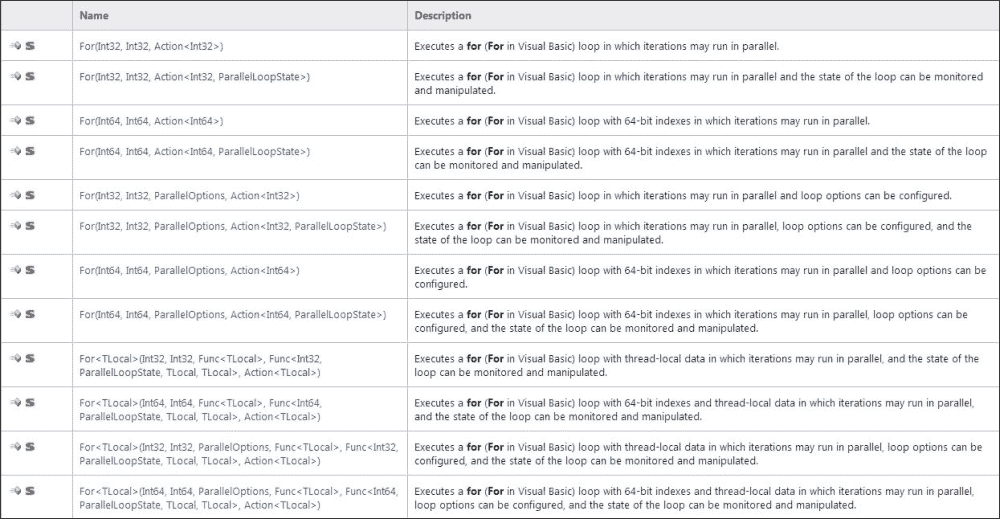 Name Description
For(Int32, Int32, Action<Int32>) Executes a for (For in Visual Basic) loop in which iterations may run in parallel.
For(Int32, Int32, Action<Int32, ParallelLoopState>) Executes a for (For in Visual Basic) loop in which iterations may run in parallel and the state of the loop can be monitored
and manipulated.
For(Int64, Int64, Action<Int64>) Executes a for (For in Visual Basic) loop with 64-bit indexes in which iterations may run in parallel.
For(Int64, Int64, Action<Int64, ParallelLoopState>) Executes a for (For in Visual Basic) loop with 64-bit indexes in which iterations may run in parallel and the state of the loop
can be monitored and manipulated.
For(Int32, Int32, ParallelOptions, Action<Int32>) Executes a for (For in Visual Basic) loop in which iterations may run in parallel and loop options can be configured.
For(Int32, Int32, ParallelOptions, Action<Int32, ParallelLoopState>) Executes a for (For in Visual Basic) loop in which iterations may run in parallel, loop options can be configured, and the
state of the loop can be monitored and manipulated.
For(Int64, Int64, ParallelOptions, Action<Int64>) Executes a for (For in Visual Basic) loop with 64-bit indexes in which iterations may run in parallel and loop options can be
configured.
For(Int64, Int64, ParallelOptions, Action<Int64, ParallelLoopState>) Executes a for (For in Visual Basic) loop with 64-bit indexes in which iterations may run in parallel, loop options can be
configured, and the state of the loop can be monitored and manipulated.
For<TLocal>(Int32, Int32, Func<TLocal>, Func<Int32, Executes a for (For in Visual Basic) loop with thread-local data in which iterations may run in parallel, and the state of the
ParallelLoopState, TLocal, TLocal>, Action<TLocal>) loop can be monitored and manipulated.
For<TLocal>(Int64, Int64, Func<TLocal>, Func<Int64, Executes a for (For in Visual Basic) loop with 64-bit indexes and thread-local data in which iterations may run in parallel,
ParallelLoopState, TLocal, TLocal>, Action<TLocal>) and the state of the loop can be monitored and manipulated.
For<TLocal>(Int32, Int32, ParallelOptions, Func<TLocal>, Func<Int32, Executes a for (For in Visual Basic) loop with thread-local data in which iterations may run in parallel, loop options can be
ParallelLoopState, TLocal, TLocal>, Action<TLocal>) configured, and the state of the loop can be monitored and manipulated.
For<TLocal>(Int64, Int64, ParallelOptions, Func<TLocal>, Func<Int64, Executes a for (For in Visual Basic) loop with 64-bit indexes and thread-local data in which iterations may run in parallel,
ParallelLoopState, TLocal, TLocal>, Action<TLocal>) loop options can be configured, and the state of the loop can be monitored and manipulated.